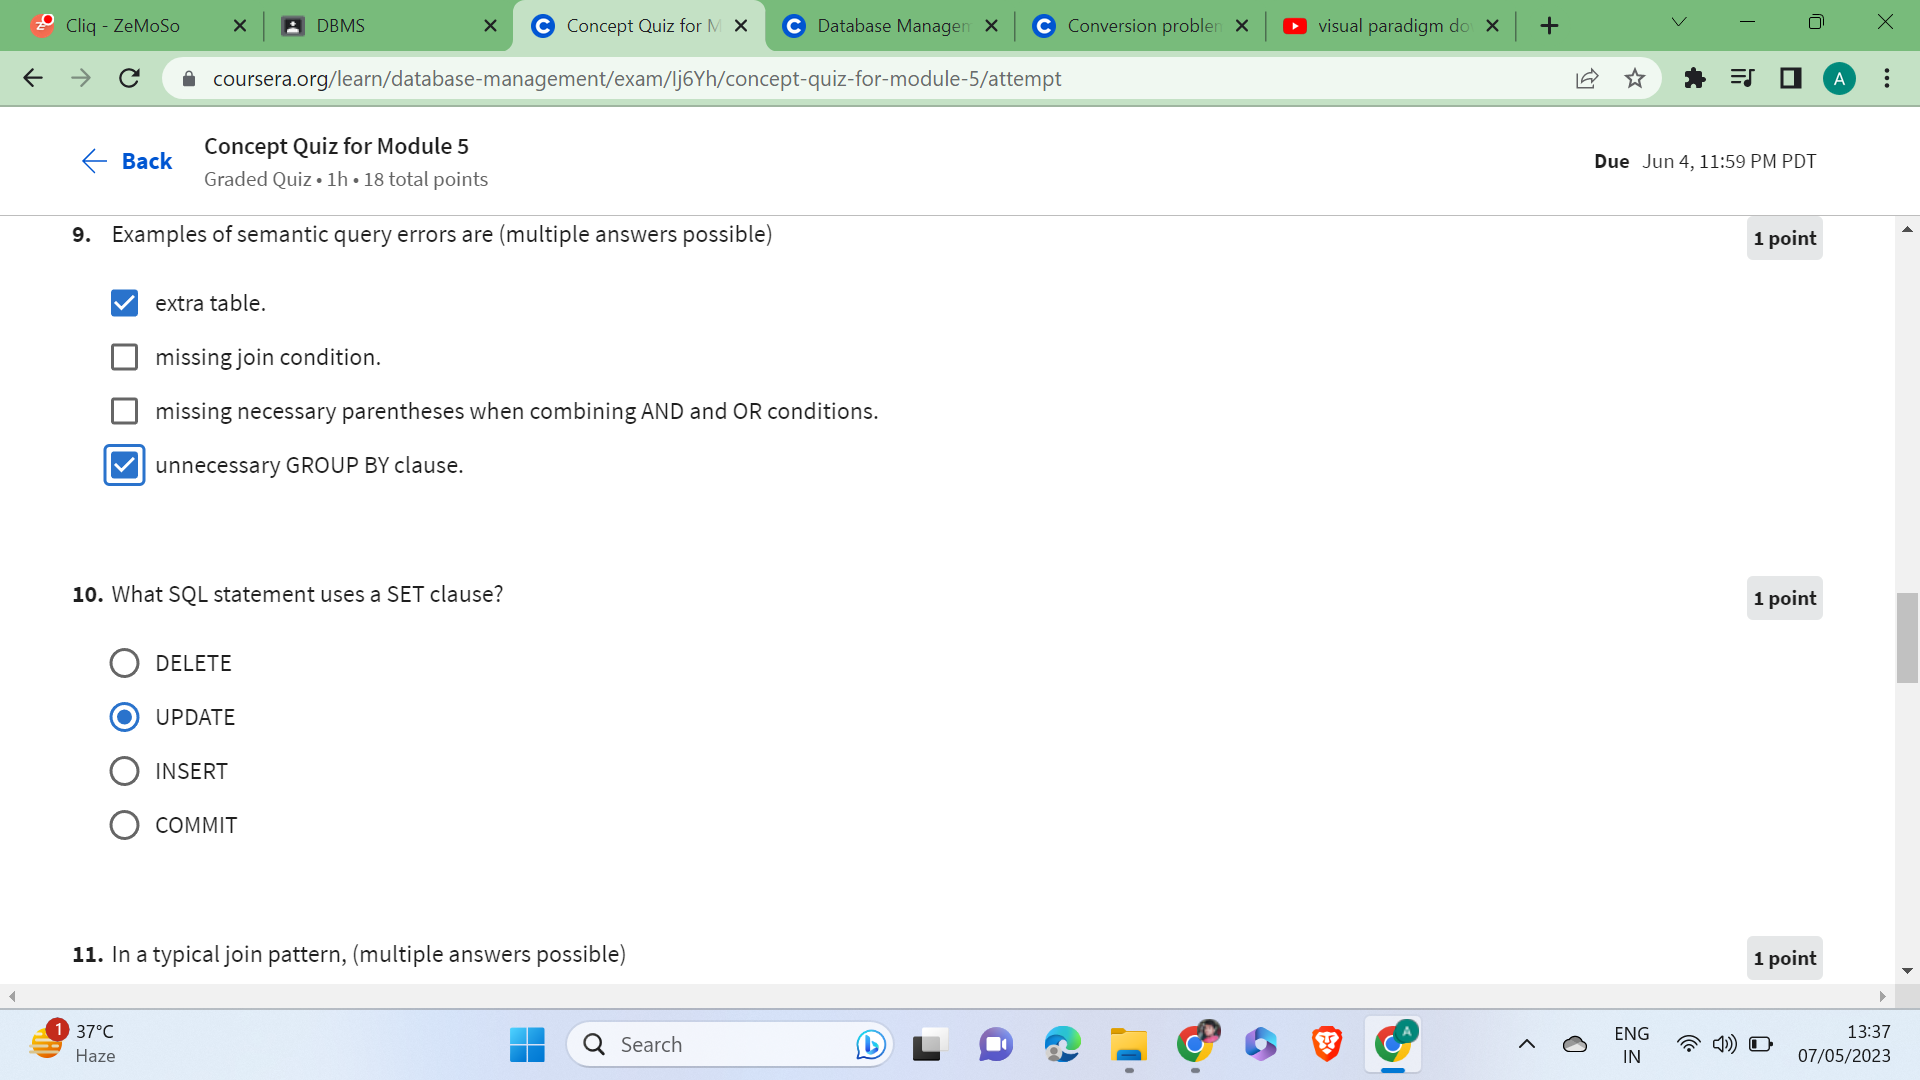 Cliq - ZeMoSo
DBMS
Concept Quiz for M
Database Managem
Conversion problem
visual paradigm do
coursera.org/learn/database-management/exam/Ij6Yh/concept-quiz-for-module-5/attempt
A
Back
Concept Quiz for Module 5
Graded Quiz • 1h • 18 total points
Due Jun 4, 11:59 PM PDT
9. Examples of semantic query errors are (multiple answers possible)
1 point
extra table.
missing join condition.
missing necessary parentheses when combining AND and OR conditions.
unnecessary GROUP BY clause.
10. What SQL statement uses a SET clause?
1 point
DELETE
UPDATE
INSERT
COMMIT
11. In a typical join pattern, (multiple answers possible)
1 point
1
37°C
Haze
Search
A
ENG
IN
13:37
07/05/2023